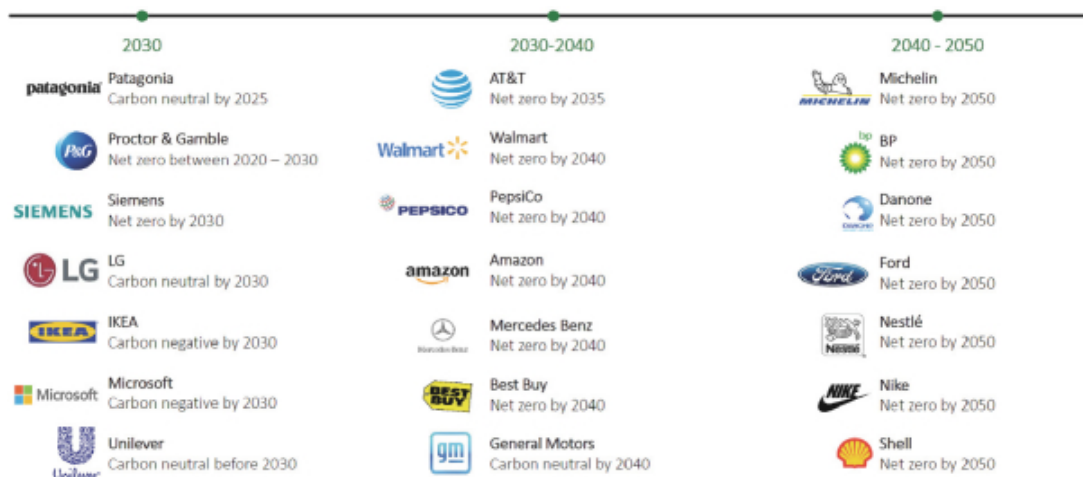 2030
patagonia
Patagonia
Carbon neutral by 2025
P&G
Proctor & Gamble
Net zero between 2020 – 2030
SIEMENS
Siemens
Net zero by 2030
LG
LG
Carbon neutral by 2030
IKEA
IKEA
Carbon negative by 2030
Microsoft
Microsoft
Carbon negative by 2030
Unilever
Unilever
Carbon neutral before 2030
2030-2040
AT&T
Net zero by 2035
Walmart
Walmart
Net zero by 2040
PEPSICO
PepsiCo
Net zero by 2040
amazon
Amazon
Net zero by 2040
Mercedes Benz
Mercedes Benz
Net zero by 2040
BEST
BUY
Best Buy
Net zero by 2040
gm
General Motors
Carbon neutral by 2040
2040 - 2050
MICHELIN
Michelin
Net zero by 2050
bp
BP
Net zero by 2050
DANONE
Danone
Net zero by 2050
Ford
Ford
Net zero by 2050
Nestlé
Nestlé
Net zero by 2050
NIKE
Nike
Net zero by 2050
Shell
Net zero by 2050